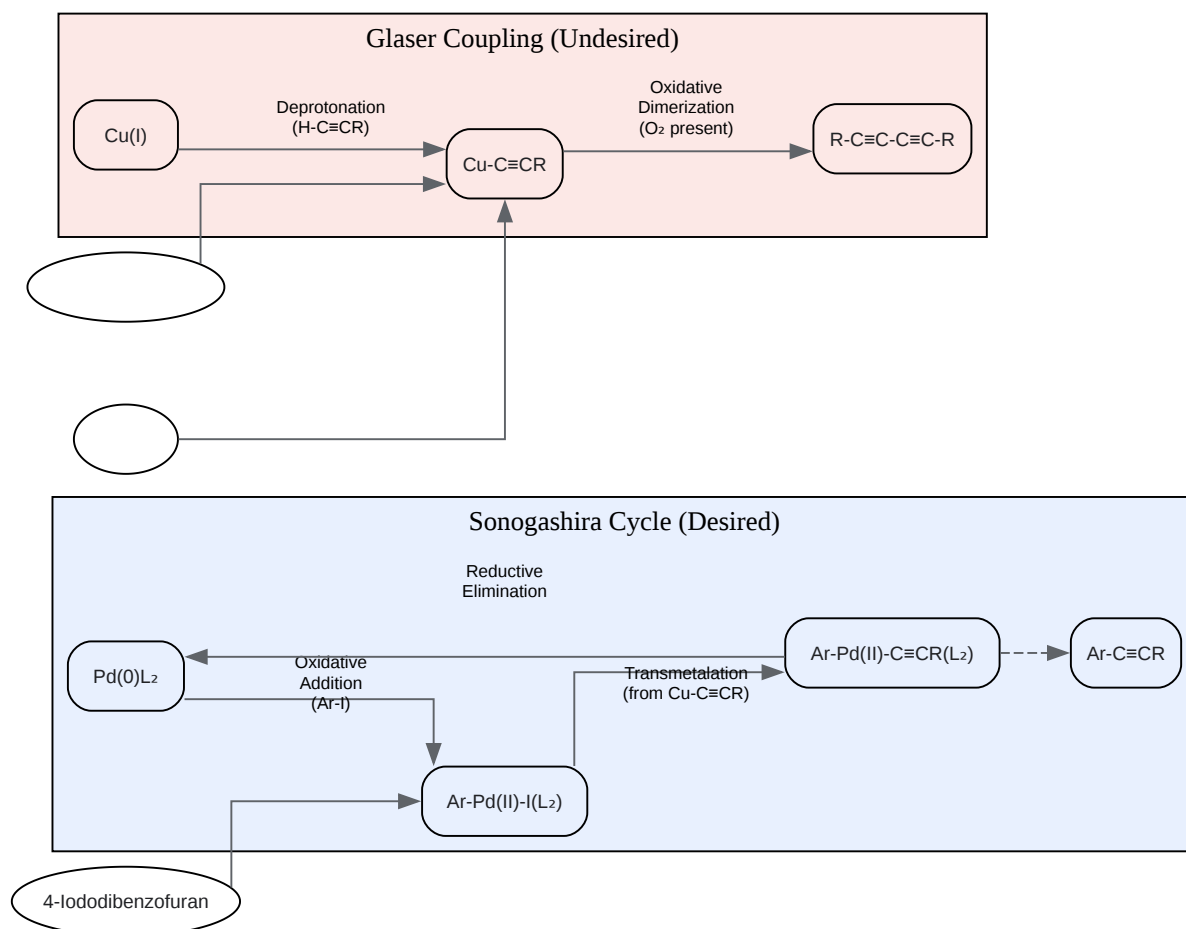 Glaser Coupling (Undesired)
Cu(I)
Deprotonation
(H-C≡CR)
Cu-C≡CR
Oxidative
Dimerization
(O₂ present)
R-C≡C-C≡C-R
Sonogashira Cycle (Desired)
Reductive
Elimination
Pd(0)L₂
Oxidative
Addition
(Ar-I)
Ar-Pd(II)-I(L₂)
Transmetalation
(from Cu-C≡CR)
Ar-Pd(II)-C≡CR(L₂)
Ar-C≡CR
4-Iododibenzofuran